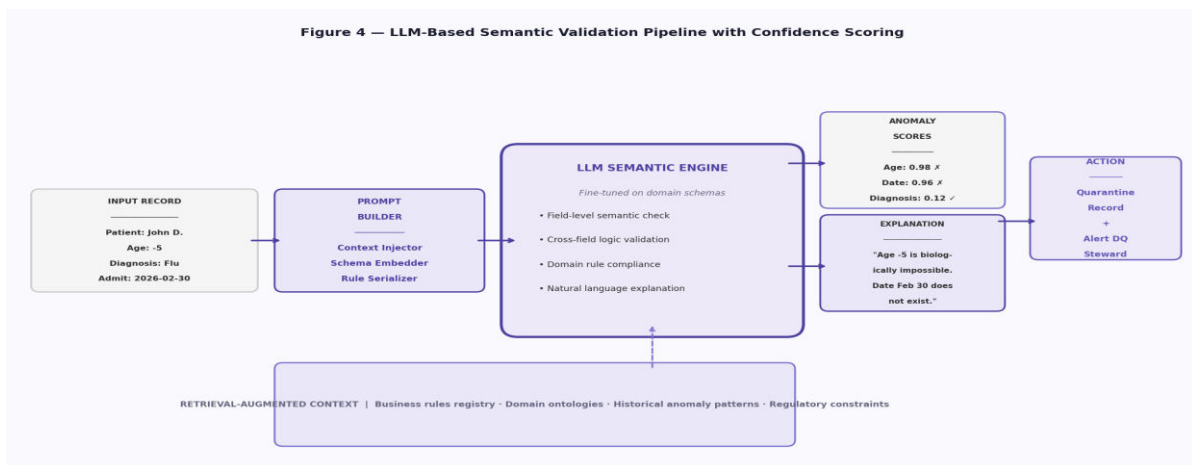 Figure 4 — LLM-Based Semantic Validation Pipeline with Confidence Scoring
INPUT RECORD
Patient: John D.
Age: -5
Diagnosis: Flu
Admit: 2026-02-30
PROMPT
BUILDER
Context Injector
Schema Embedder
Rule Serializer
LLM SEMANTIC ENGINE
Fine-tuned on domain schemas
• Field-level semantic check
• Cross-field logic validation
• Domain rule compliance
• Natural language explanation
ANOMALY
SCORES
Age: 0.98 ✗
Date: 0.96 ✗
Diagnosis: 0.12 ✓
EXPLANATION
"Age -5 is biolog-
ically impossible.
Date Feb 30 does
not exist."
ACTION
Quarantine
Record
+
Alert DQ
Steward
RETRIEVAL-AUGMENTED CONTEXT | Business rules registry · Domain ontologies · Historical anomaly patterns · Regulatory constraints